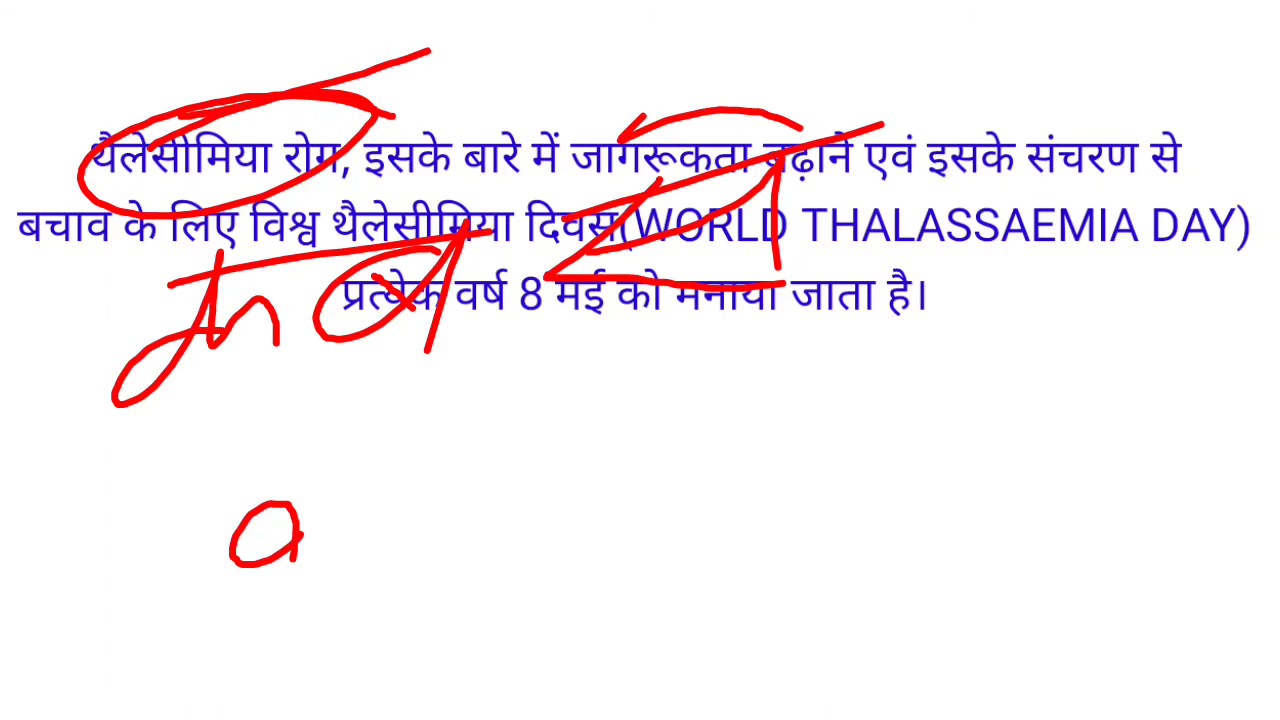 थैलेसीमिया रोग, इसके बारे में जागरूकता बढ़ाने एवं इसके संचरण से
बचाव के लिए विश्व थैलेसीमिया दिवस(WORLD THALASSAEMIA DAY)
प्रत्येक वर्ष 8 मई को मनाया जाता है।
a